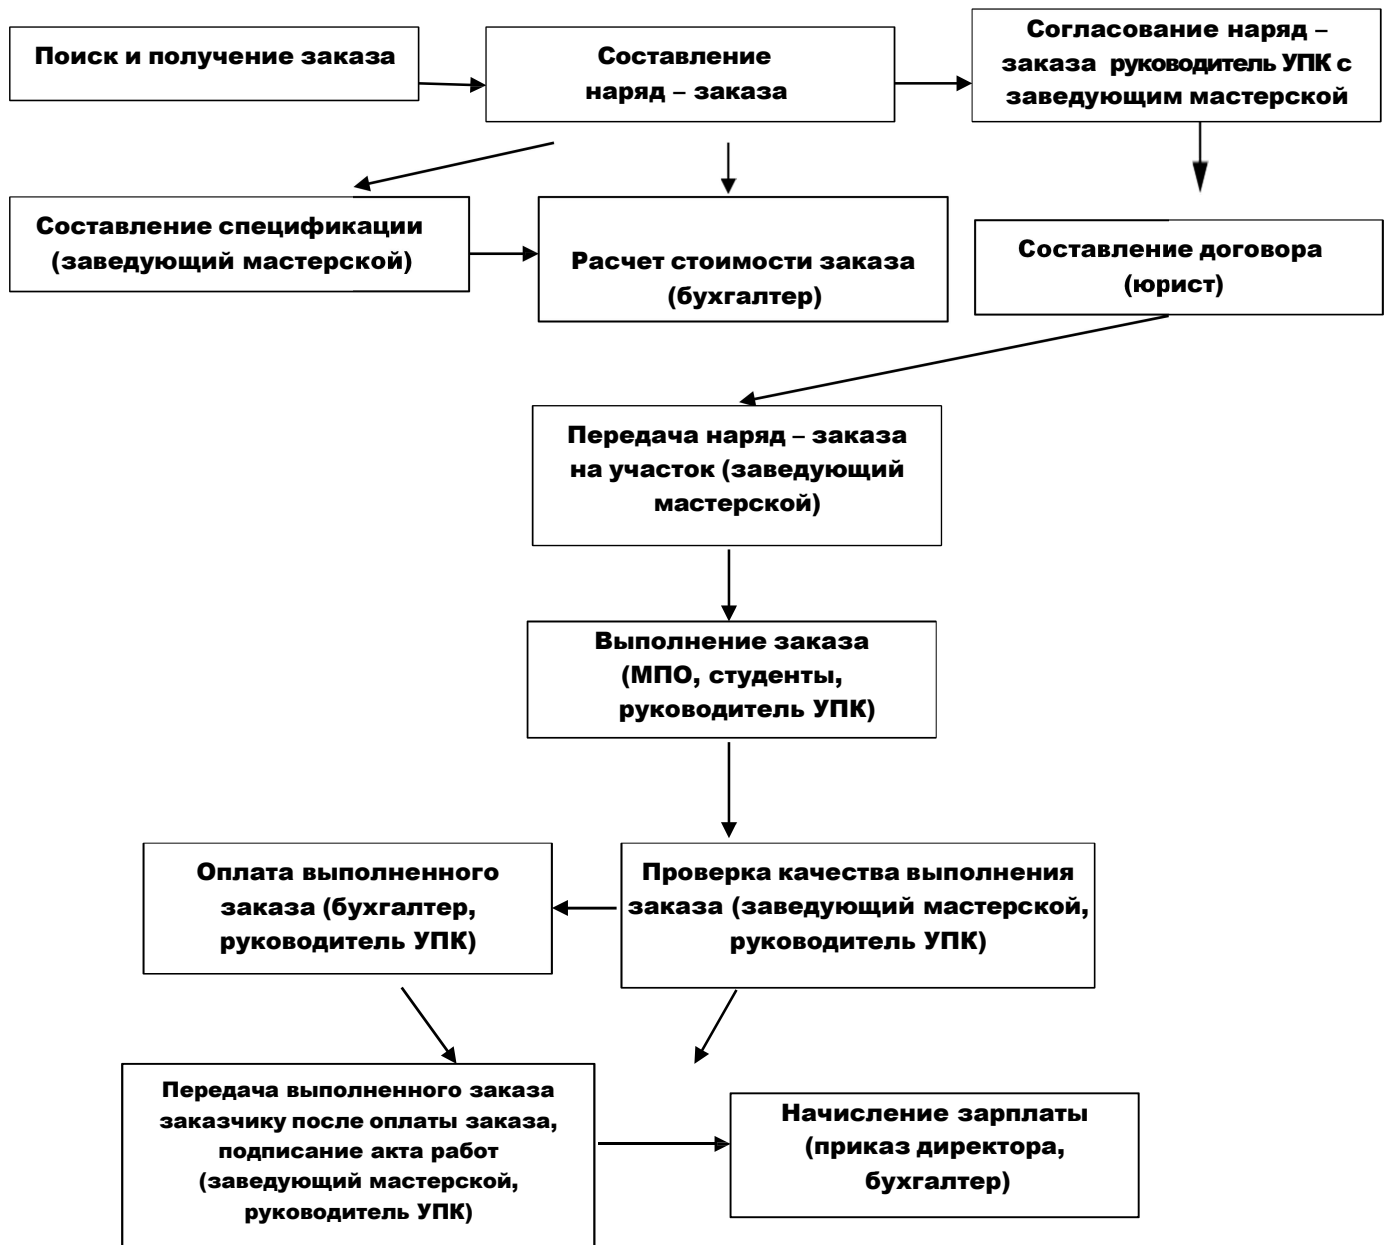 Поиск и получение заказа
Составление
наряд – заказа
Согласование наряд –
заказа руководитель УПК с
заведующим мастерской
Составление спецификации
(заведующий мастерской)
Расчет стоимости заказа
(бухгалтер)
Составление договора
(юрист)
Передача наряд – заказа
на участок (заведующий
мастерской)
Выполнение заказа
(МПО, студенты,
руководитель УПК)
Оплата выполненного
заказа (бухгалтер,
руководитель УПК)
Проверка качества выполнения
заказа (заведующий мастерской,
руководитель УПК)
Передача выполненного заказа
заказчику после оплаты заказа,
подписание акта работ
(заведующий мастерской,
руководитель УПК)
Начисление зарплаты
(приказ директора,
бухгалтер)